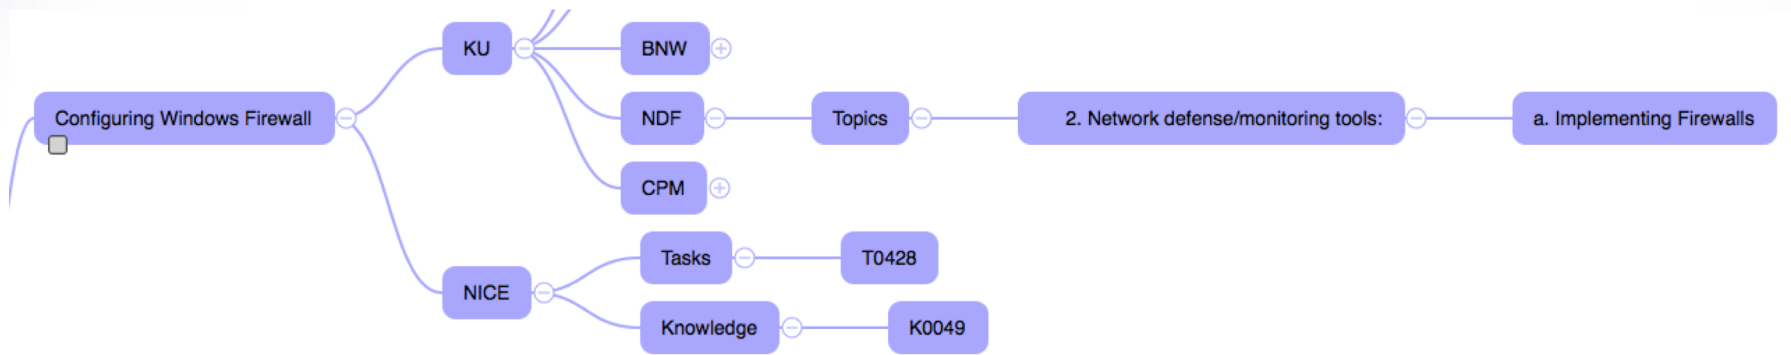 KU
BNW
Configuring Windows Firewall
NDF
Topics
2. Network defense/monitoring tools:
a. Implementing Firewalls
CPM
NICE
Tasks
T0428
Knowledge
K0049